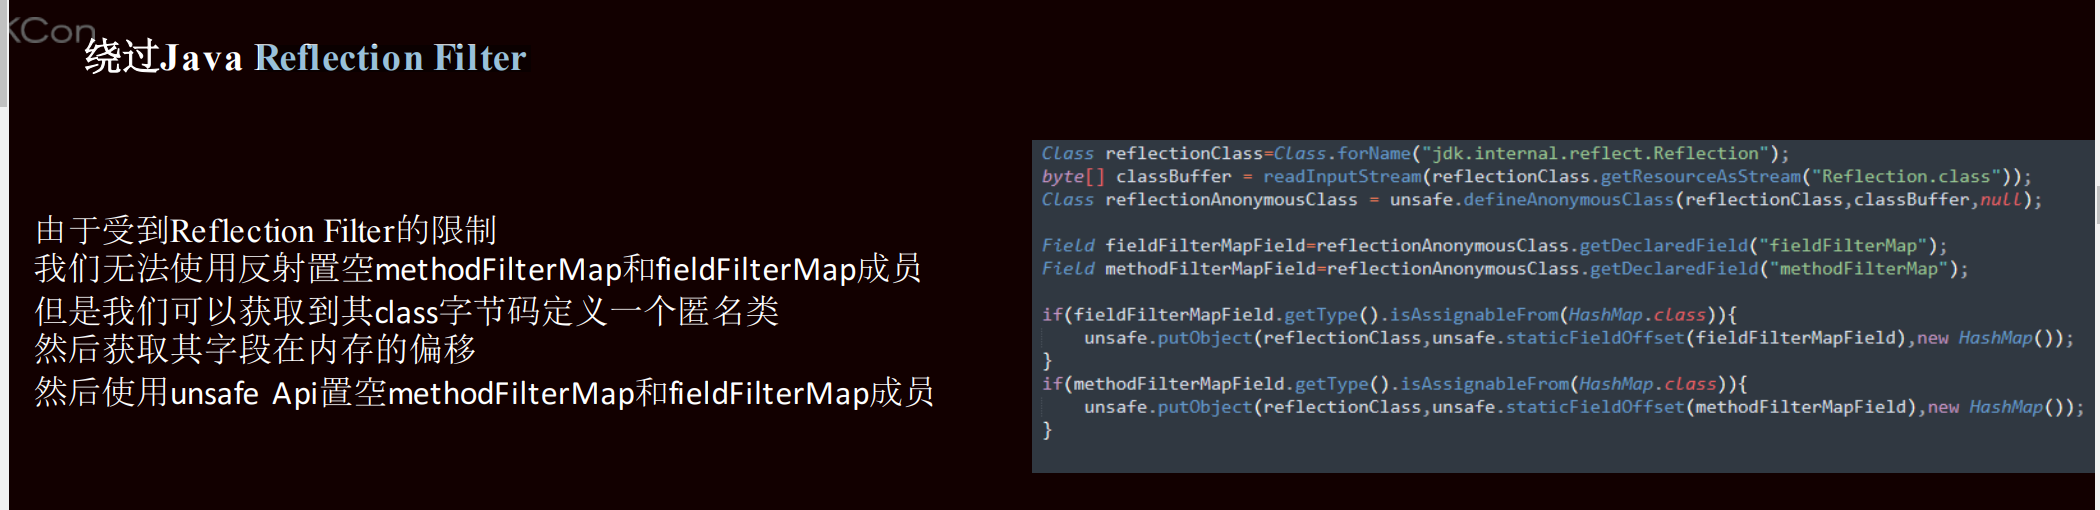 KCon
绕过Java Reflection Filter
由于受到Reflection Filter的限制
我们无法使用反射置空methodFilterMap和fieldFilterMap成员
但是我们可以获取到其class字节码定义一个匿名类
然后获取其字段在内存的偏移
然后使用unsafe Api置空methodFilterMap和fieldFilterMap成员
Class reflectionClass=Class.forName("jdk.internal.reflect.Reflection");
byte[] classBuffer = readInputStream(reflectionClass.getResourceAsStream("Reflection.class"));
Class reflectionAnonymousClass = unsafe.defineAnonymousClass(reflectionClass,classBuffer,null);
Field fieldFilterMapField=reflectionAnonymousClass.getDeclaredField("fieldFilterMap");
Field methodFilterMapField=reflectionAnonymousClass.getDeclaredField("methodFilterMap");
if(fieldFilterMapField.getType().isAssignableFrom(HashMap.class)){
unsafe.putObject(reflectionClass,unsafe.staticFieldOffset(fieldFilterMapField),new HashMap());
}
if(methodFilterMapField.getType().isAssignableFrom(HashMap.class)){
unsafe.putObject(reflectionClass,unsafe.staticFieldOffset(methodFilterMapField),new HashMap());
}